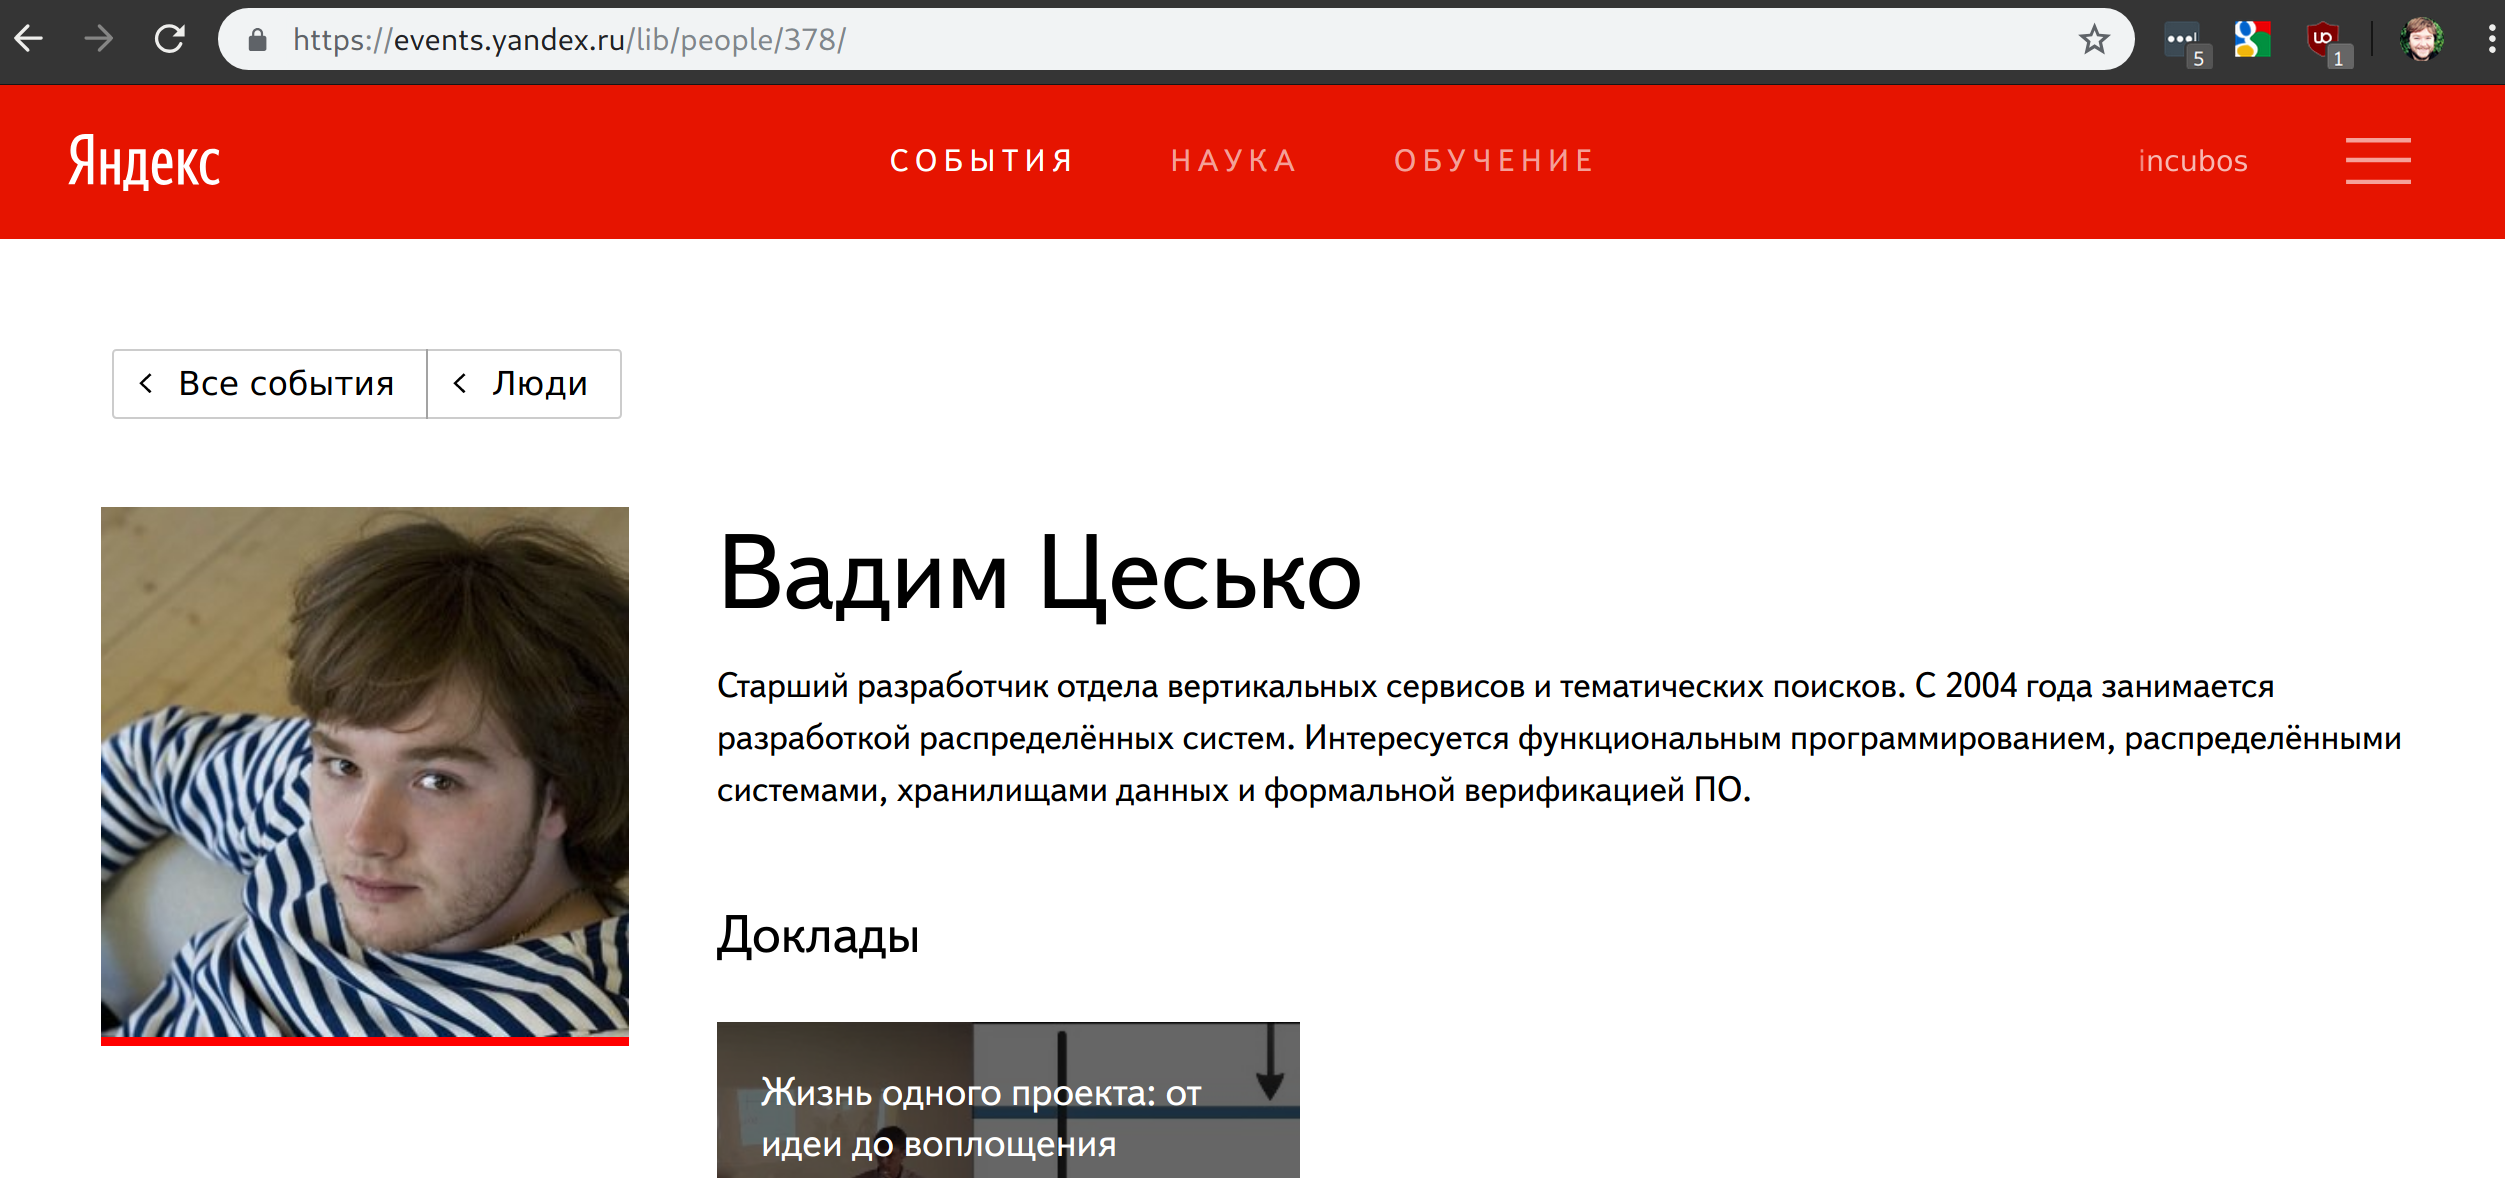 https://events.yandex.ru/lib/people/378/
5
1
Яндекс
СОБЫТИЯ
НАУКА
ОБУЧЕНИЕ
incubos
Все события
Люди
Вадим Цесько
Старший разработчик отдела вертикальных сервисов и тематических поисков. С 2004 года занимается
разработкой распределённых систем. Интересуется функциональным программированием, распределёнными
системами, хранилищами данных и формальной верификацией ПО.
Доклады
Жизнь одного проекта: от
идеи до воплощения